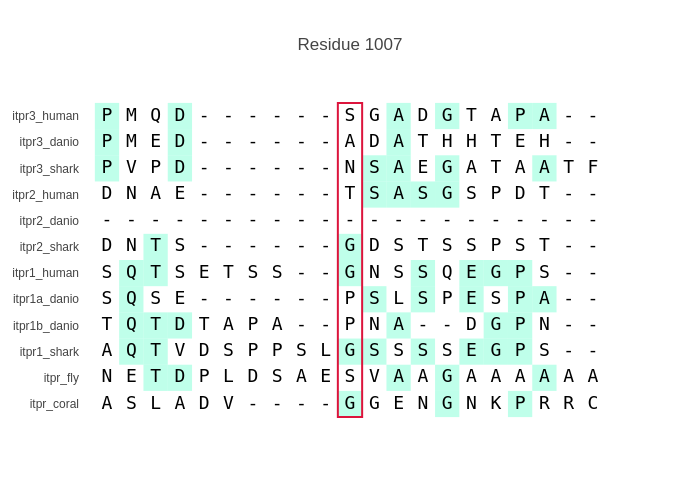 Residue 1007
itpr3_human P M Q D - - - - - - S G A D G T A P A - -
itpr3_danio P M E D - - - - - - A D A T H H T E H - -
itpr3_shark P V P D - - - - - - N S A E G A T A A T F
itpr2_human D N A E - - - - - - T S A S G S P D T - -
itpr2_danio - - - - - - - - - - - - - - - - - - - - -
itpr2_shark D N T S - - - - - - G D S T S S P S T - -
itpr1_human S Q T S E T S S - - G N S S Q E G P S - -
itpr1a_danio S Q S E - - - - - - P S L S P E S P A - -
itpr1b_danio T Q T D T A P A - - P N A - - D G P N - -
itpr1_shark A Q T V D S P P S L G S S S S E G P S - -
itpr_fly N E T D P L D S A E S V A A G A A A A A A
itpr_coral A S L A D V - - - - G G E N G N K P R R C